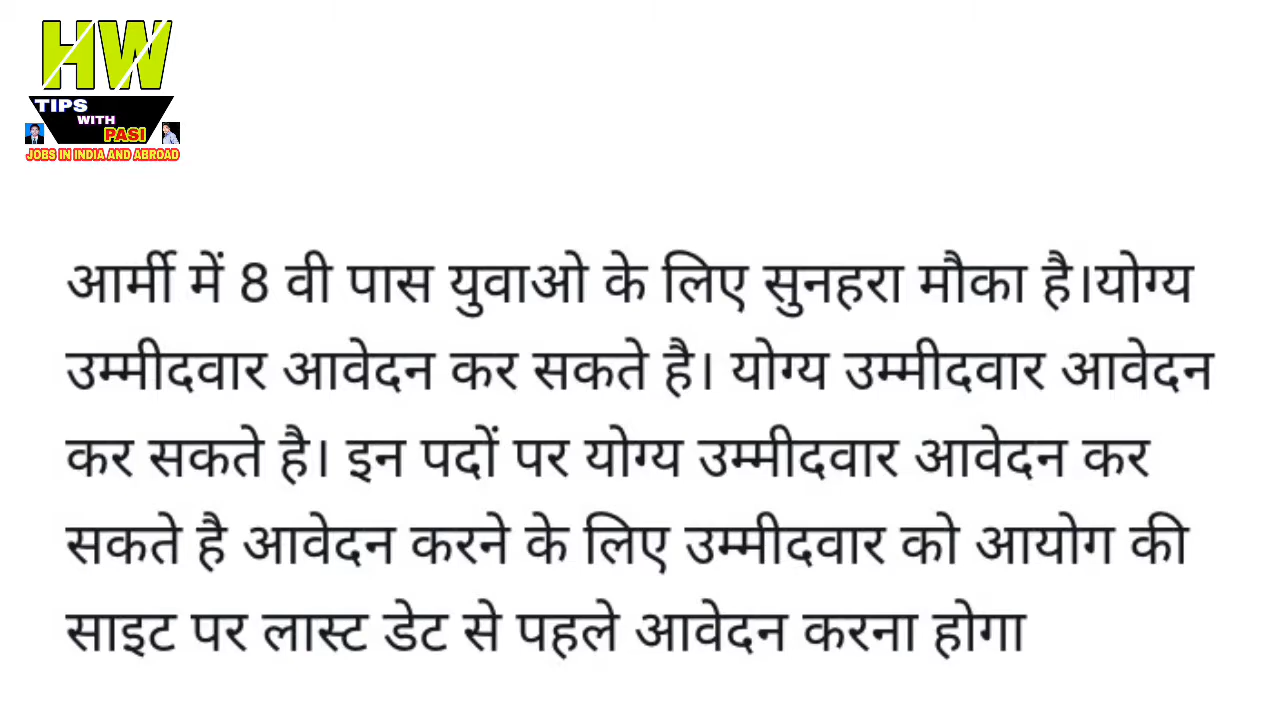 HW
TIPS
WITH
PASI
JOBS IN INDIA AND ABROAD
आर्मी में 8 वी पास युवाओ के लिए सुनहरा मौका है।योग्य
उम्मीदवार आवेदन कर सकते है। योग्य उम्मीदवार आवेदन
कर सकते है। इन पदों पर योग्य उम्मीदवार आवेदन कर
सकते है आवेदन करने के लिए उम्मीदवार को आयोग की
साइट पर लास्ट डेट से पहले आवेदन करना होगा